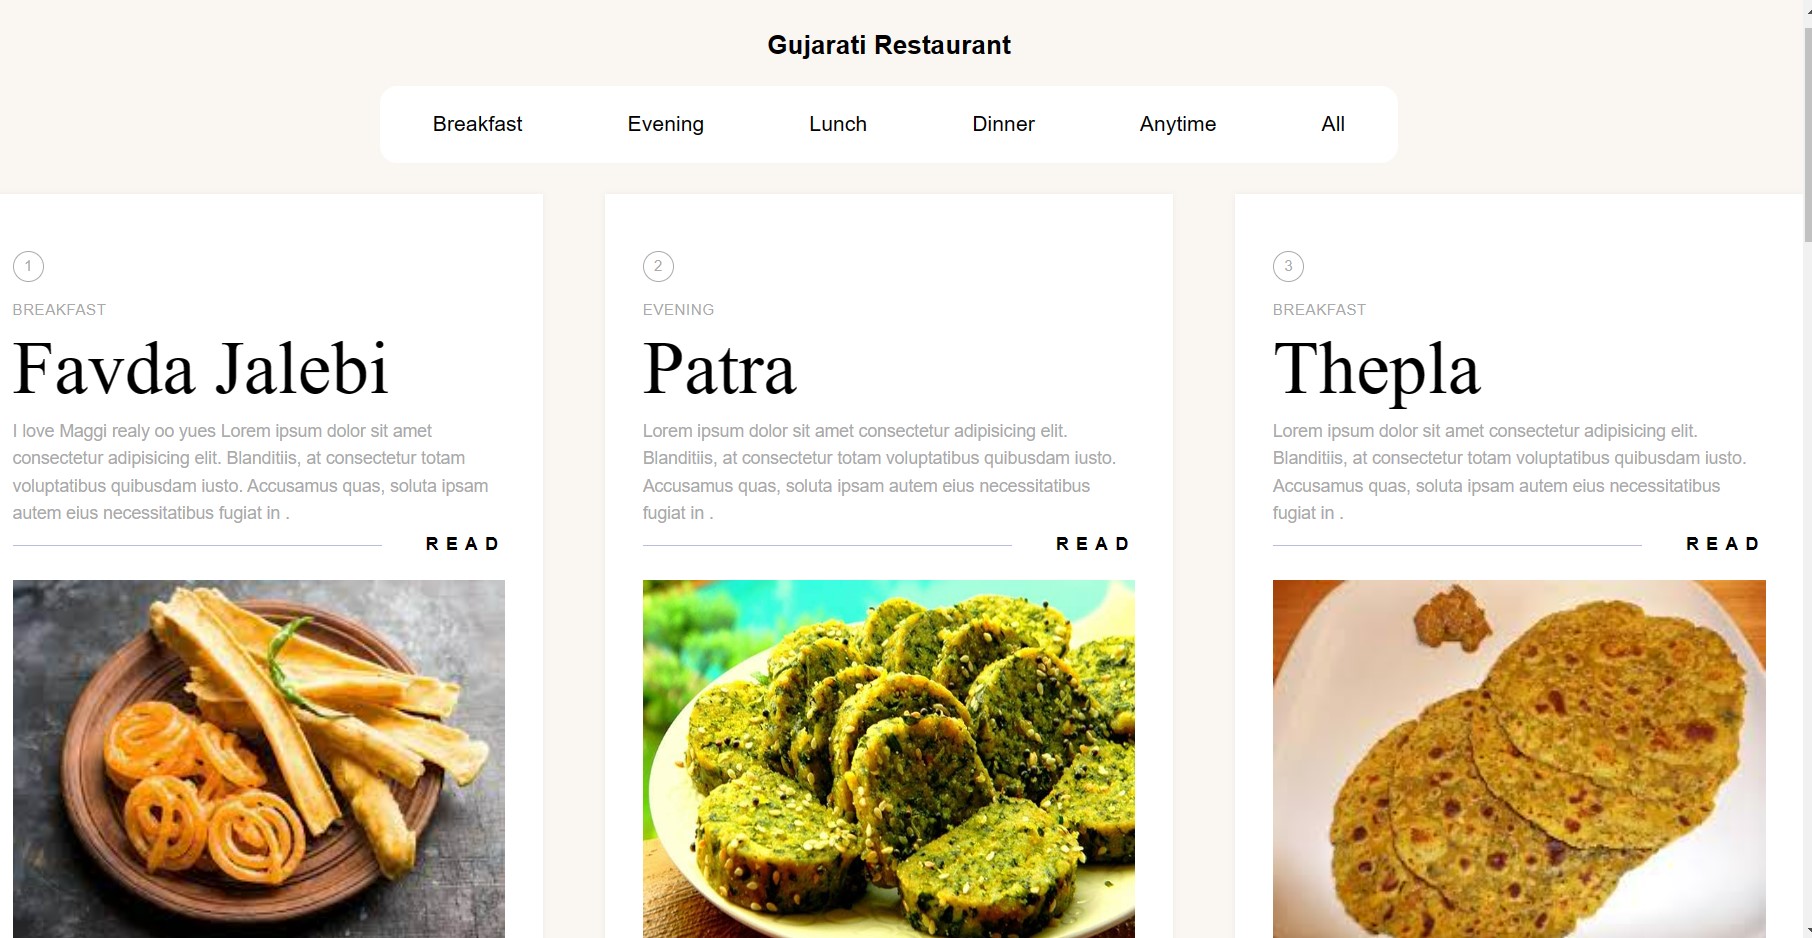 Gujarati Restaurant
Breakfast Evening Lunch Dinner Anytime All
1
BREAKFAST
Favda Jalebi
I love Maggi realy oo yues Lorem ipsum dolor sit amet
consectetur adipisicing elit. Blanditiis, at consectetur totam
voluptatibus quibusdam iusto. Accusamus quas, soluta ipsam
autem eius necessitatibus fugiat in .
READ
2
EVENING
Patra
Lorem ipsum dolor sit amet consectetur adipisicing elit.
Blanditiis, at consectetur totam voluptatibus quibusdam iusto.
Accusamus quas, soluta ipsam autem eius necessitatibus
fugiat in .
READ
3
BREAKFAST
Thepla
Lorem ipsum dolor sit amet consectetur adipisicing elit.
Blanditiis, at consectetur totam voluptatibus quibusdam iusto.
Accusamus quas, soluta ipsam autem eius necessitatibus
fugiat in .
READ